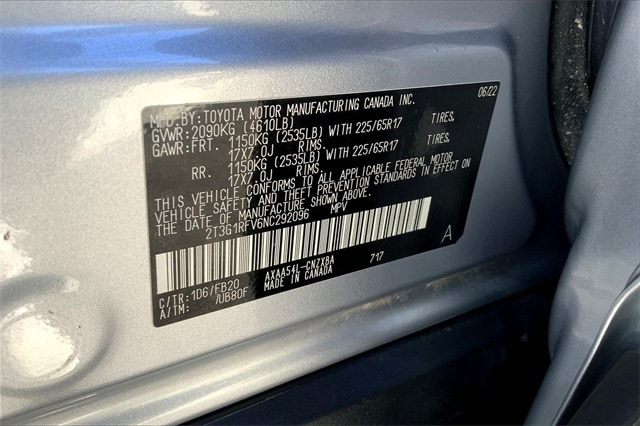 MFD.BY:TOYOTA MOTOR MANUFACTURING CANADA INC. 06/22
GVWR:2090KG (4610LB)
GAWR:FRT. 1150KG (2535LB) WITH 225/65R17 TIRES,
17X7.0J RIMS.
RR. 1150KG (2535LB) WITH 225/65R17 TIRES,
17X7.0J RIMS.
THIS VEHICLE CONFORMS TO ALL APPLICABLE FEDERAL MOTOR
VEHICLE SAFETY AND THEFT PREVENTION STANDARDS IN EFFECT ON
THE DATE OF MANUFACTURE SHOWN ABOVE.
2T3G1RFV6NC292096 MPV
A
C/TR:1D6/FB20 AXAA54L-CNZXBA 717
A/TM: /UB80F MADE IN CANADA